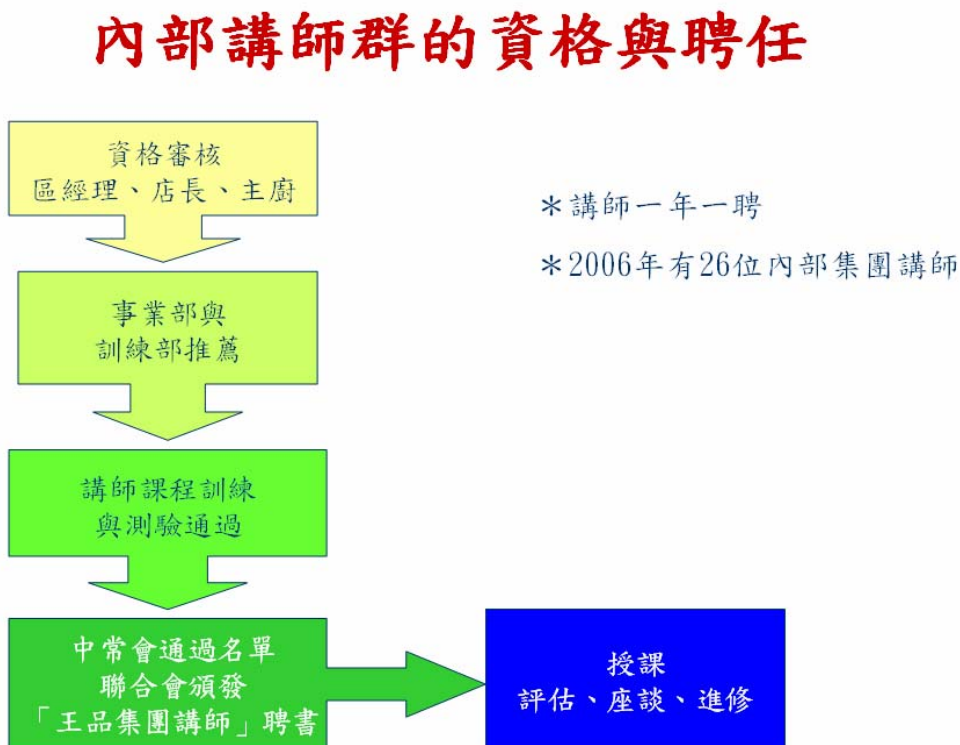 內部講師群的資格與聘任
資格審核
區經理、店長、主廚
＊講師一年一聘
＊2006年有26位內部集團講師
事業部與
訓練部推薦
講師課程訓練
與測驗通過
中常會通過名單
聯合會頒發
「王品集團講師」聘書
授課
評估、座談、進修